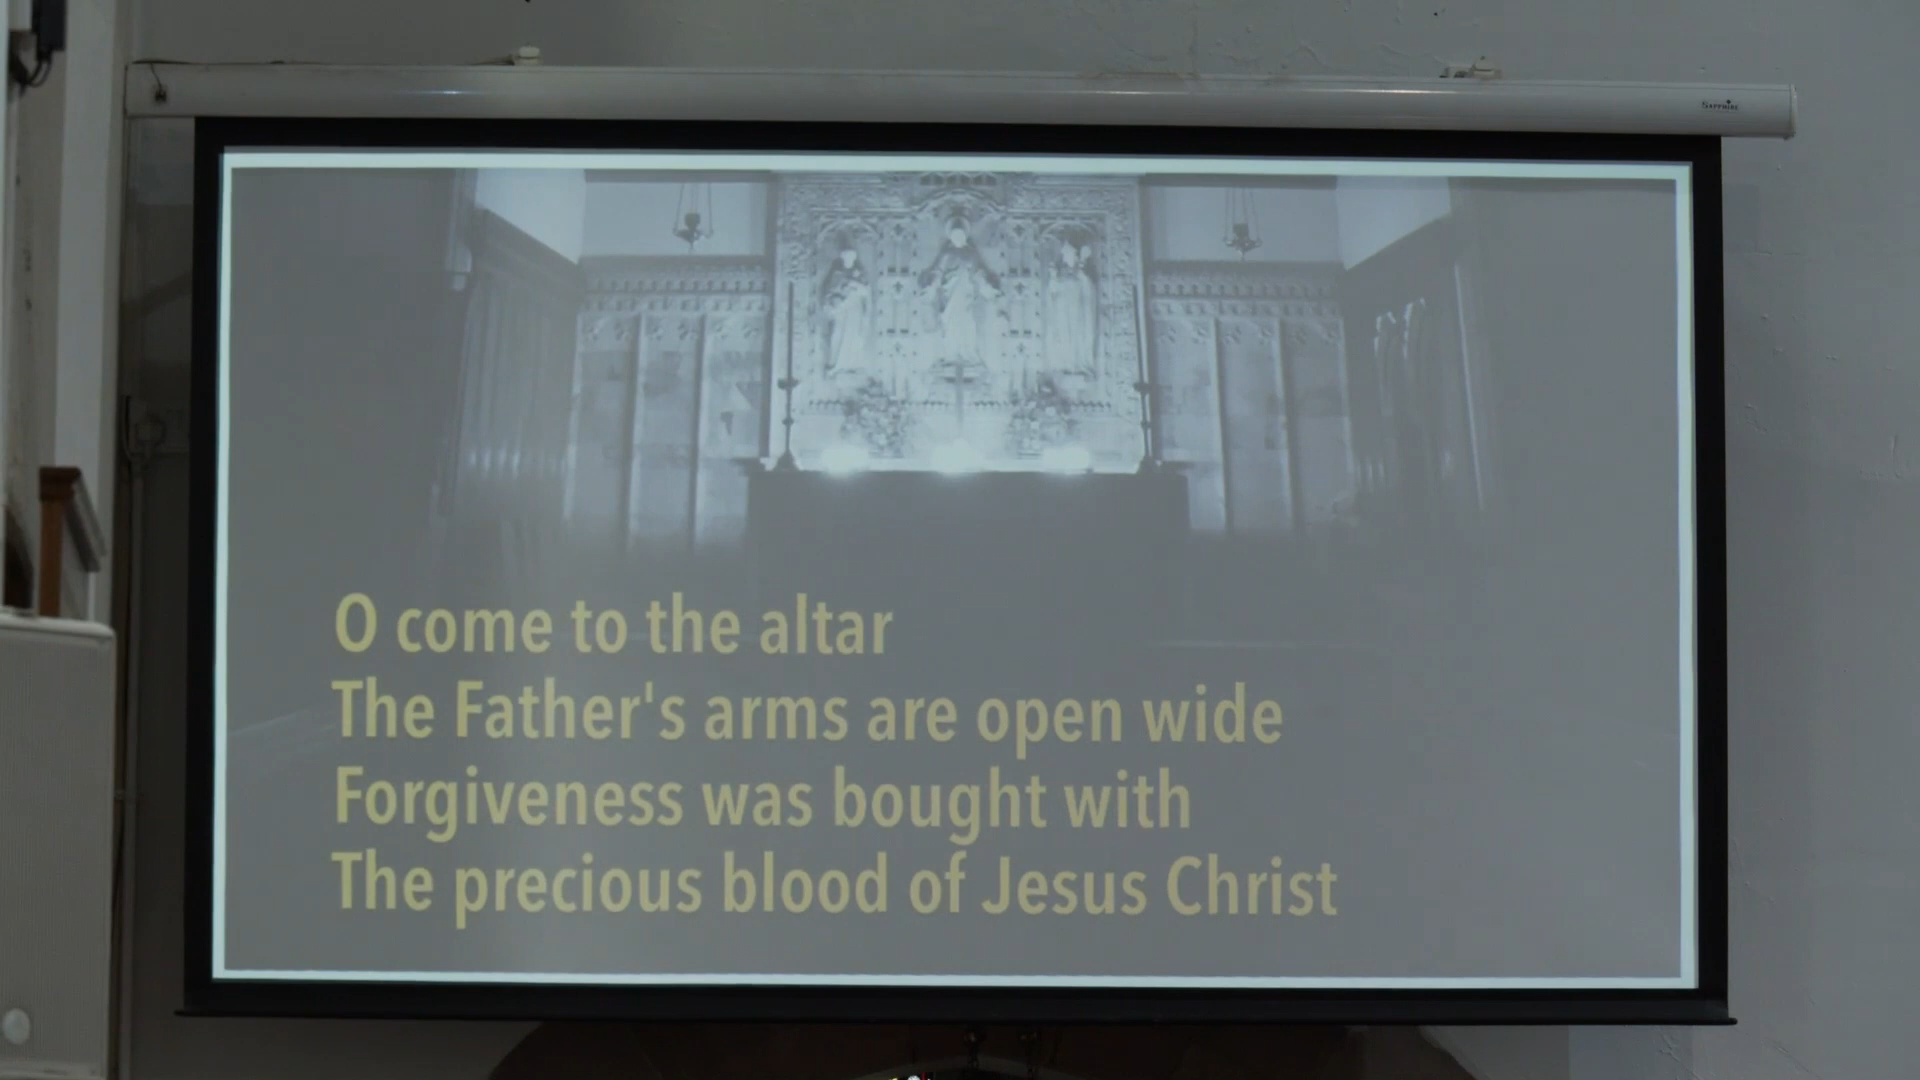 Sapphire
O come to the altar
The Father's arms are open wide
Forgiveness was bought with
The precious blood of Jesus Christ